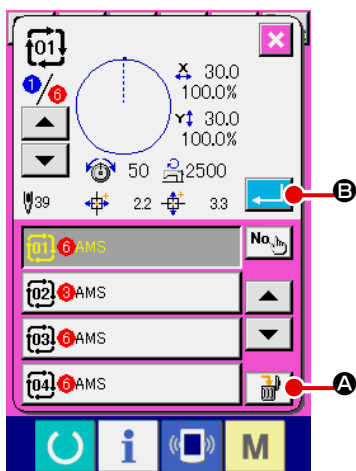 01
X 30.0
100.0%
1/6
Y 30.0
100.0%
50 2500
39 2.2 3.3
B
01 6 AMS
No.
02 3 AMS
03 6 AMS
04 6 AMS
A
i M